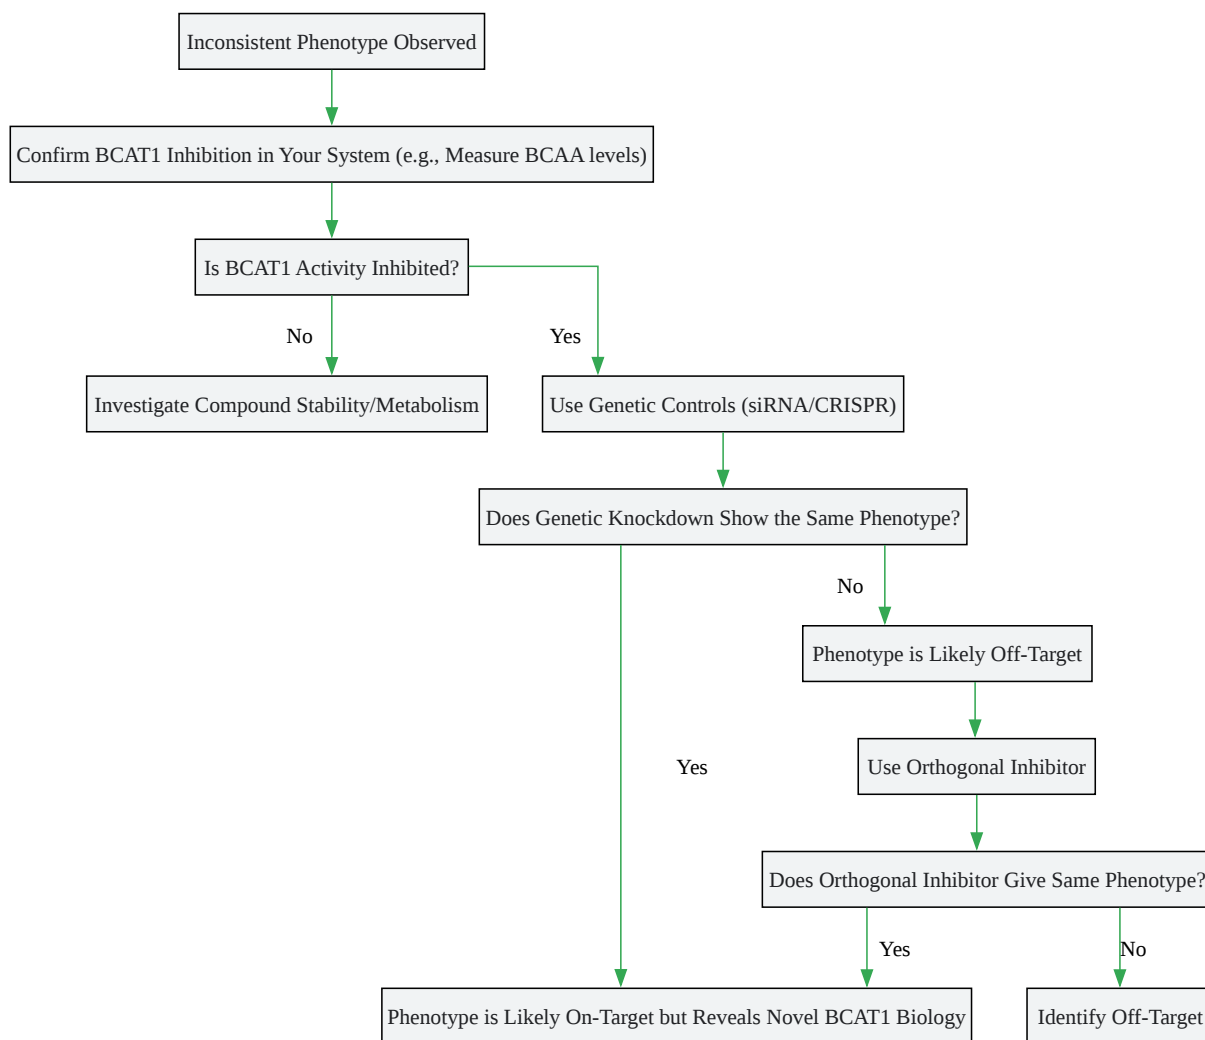 Inconsistent Phenotype Observed
Confirm BCAT1 Inhibition in Your System (e.g., Measure BCAA levels)
Is BCAT1 Activity Inhibited?
No
Yes
Investigate Compound Stability/Metabolism
Use Genetic Controls (siRNA/CRISPR)
Does Genetic Knockdown Show the Same Phenotype?
No
Phenotype is Likely Off-Target
Yes
Use Orthogonal Inhibitor
Does Orthogonal Inhibitor Give Same Phenotype?
Yes
No
Phenotype is Likely On-Target but Reveals Novel BCAT1 Biology
Identify Off-Target